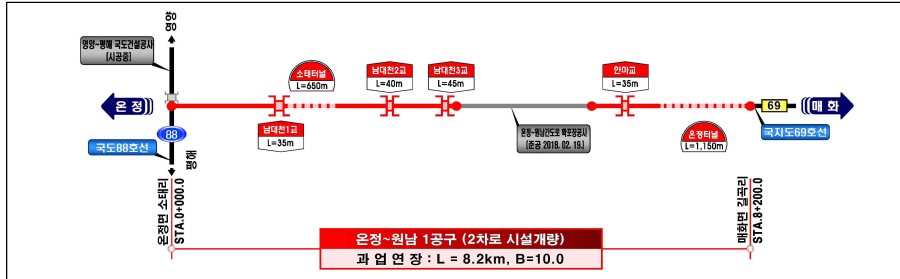 영양
영양~평해 국도건설공사
(시공중)
소태터널
L=650m
남대천2교
L=40m
남대천3교
L=45m
안마교
L=35m
온정
69
매화
남대천1교
L=35m
88
국도88호선
평해
온정~원남간도로 확포장공사
(준공 2018. 02. 19.)
온정터널
L=1,150m
국지도69호선
온정면 소태리
STA.0+000.0
매화면 길곡리
STA.8+200.0
온정~원남 1공구 (2차로 시설개량)
과 업 연 장 : L = 8.2km, B=10.0